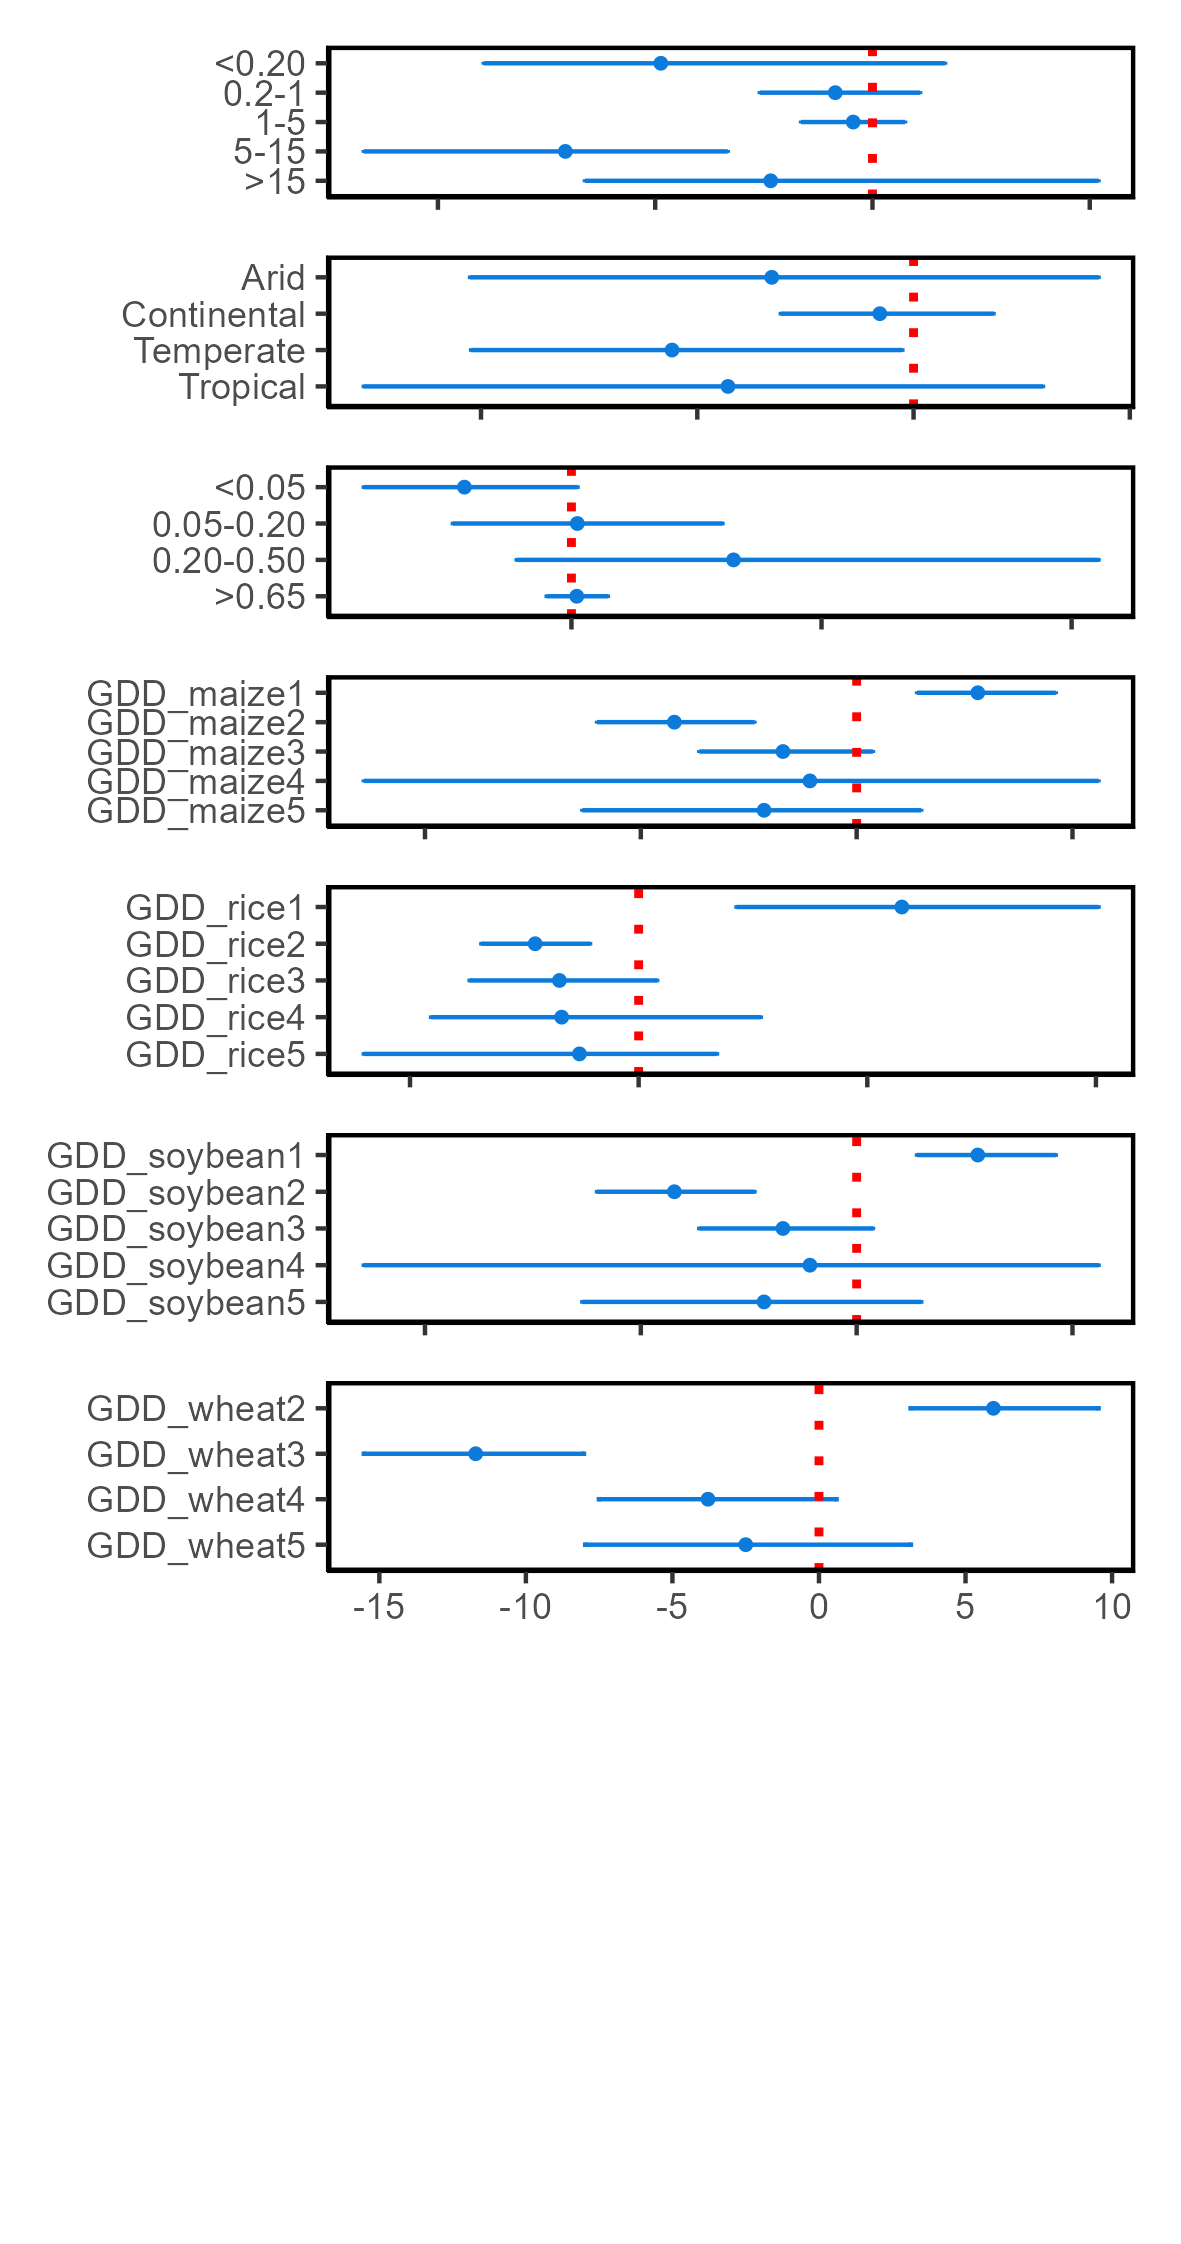 <0.20
0.2-1
1-5
5-15
>15
Arid
Continental
Temperate
Tropical
<0.05
0.05-0.20
0.20-0.50
>0.65
GDD_maize1
GDD_maize2
GDD_maize3
GDD_maize4
GDD_maize5
GDD_rice1
GDD_rice2
GDD_rice3
GDD_rice4
GDD_rice5
GDD_soybean1
GDD_soybean2
GDD_soybean3
GDD_soybean4
GDD_soybean5
GDD_wheat2
GDD_wheat3
GDD_wheat4
GDD_wheat5
-15 -10 -5 0 5 10